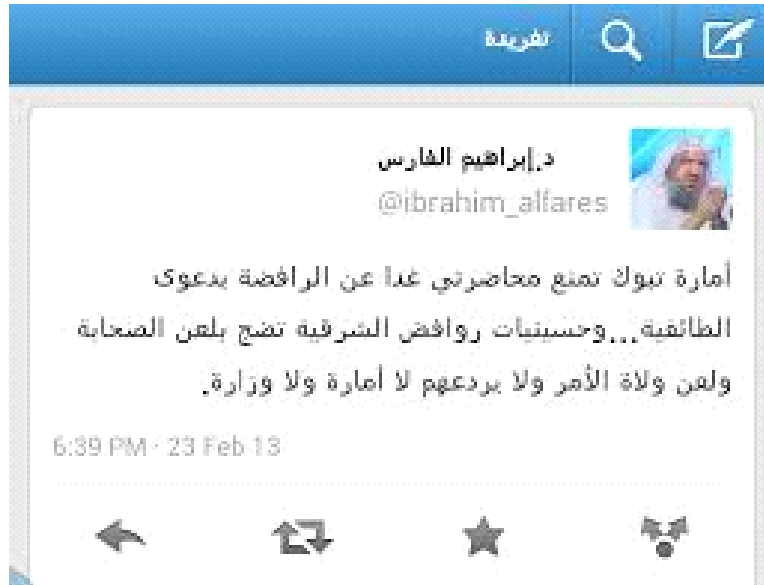 تغريدة
د.إبراهيم الفارس
@ibrahim_alfares
أمارة تبوك تمنع محاضرتي غدا عن الرافضة بدعوى
الطائفية...وحسينيات روافض الشرقية تضج بلعن الصحابة
ولعن ولاة الأمر ولا يردعهم لا أمارة ولا وزارة.
6:39 PM · 23 Feb 13